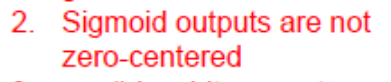 2. Sigmoid outputs are not
zero-centered